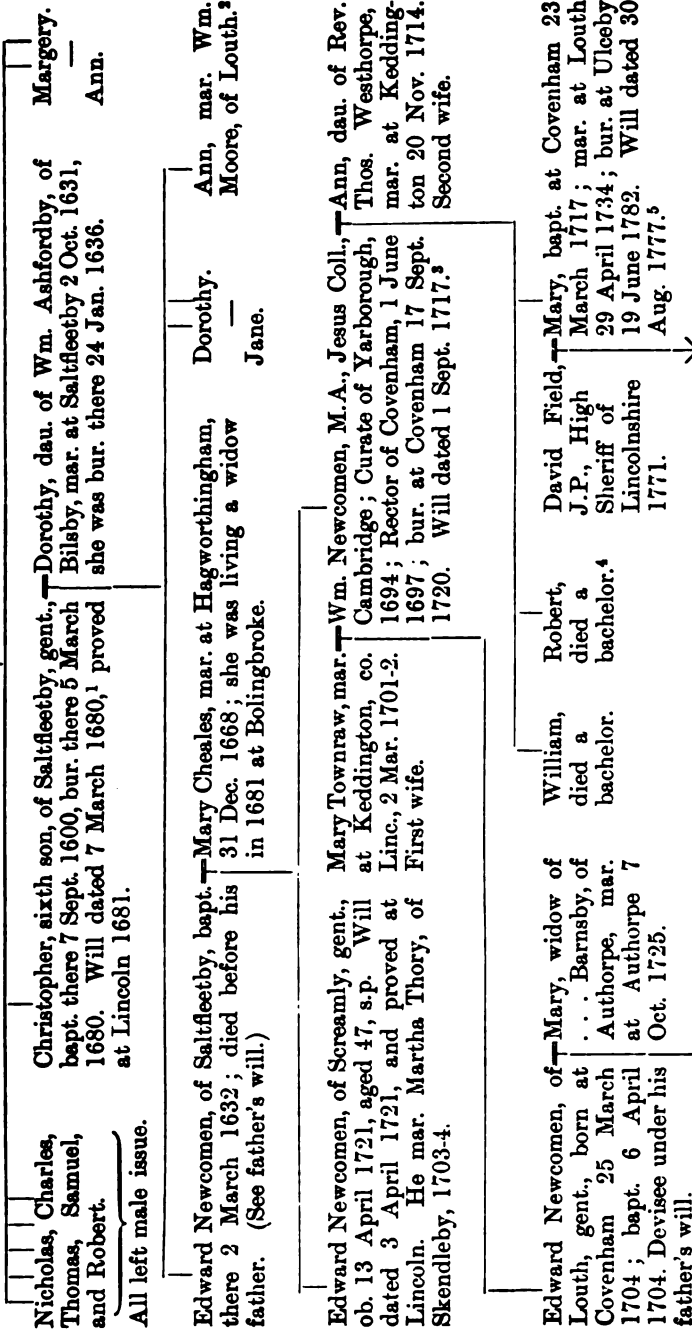 Nicholas, Charles,
Thomas, Samuel,
and Robert.
All left male issue.
Christopher, sixth son, of Saltfleetby, gent.,
bapt. there 7 Sept. 1600, bur. there 5 March
1680. Will dated 7 March 1680,¹ proved
at Lincoln 1681.
Dorothy, dau. of Wm. Ashfordby, of
Bilsby, mar. at Saltfleetby 2 Oct. 1631,
she was bur. there 24 Jan. 1636.
Margery.
—
Ann.
Edward Newcomen, of Saltfleetby, bapt.
there 2 March 1632; died before his
father. (See father's will.)
Mary Cheales, mar. at Hagworthingham,
31 Dec. 1668; she was living a widow
in 1681 at Bolingbroke.
Dorothy.
—
Jane.
Ann, mar. Wm.
Moore, of Louth.²
Edward Newcomen, of Screamly, gent.,
ob. 13 April 1721, aged 47, s.p. Will
dated 3 April 1721, and proved at
Lincoln. He mar. Martha Thory, of
Skendleby, 1703-4.
Mary Townraw, mar.
at Keddington, co.
Linc., 2 Mar. 1701-2.
First wife.
Wm. Newcomen, M.A., Jesus Coll.,
Cambridge; Curate of Yarborough,
1694; Rector of Covenham, 1 June
1697; bur. at Covenham 17 Sept.
1720. Will dated 1 Sept. 1717.³
Ann, dau. of Rev.
Thos. Westhorpe,
mar. at Kedding-
ton 20 Nov. 1714.
Second wife.
Edward Newcomen, of
Louth, gent., born at
Covenham 25 March
1704; bapt. 6 April
1704. Devisee under his
father's will.
Mary, widow of
. . . Barnsby, of
Authorpe, mar.
at Authorpe 7
Oct. 1725.
William,
died a
bachelor.
Robert,
died a
bachelor.⁴
David Field,
J.P., High
Sheriff of
Lincolnshire
1771.
Mary, bapt. at Covenham 23
March 1717; mar. at Louth
29 April 1734; bur. at Ulceby
19 June 1782. Will dated 30
Aug. 1777.⁵